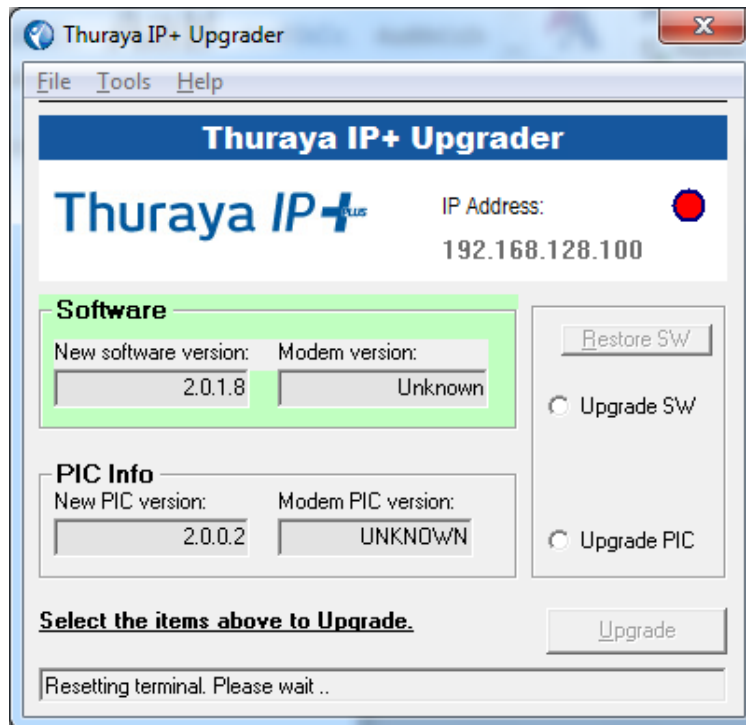 Thuraya IP+ Upgrader
File Tools Help
Thuraya IP+ Upgrader
Thuraya IP+ PLUS
IP Address:
192.168.128.100
Software
New software version: Modem version:
2.0.1.8 Unknown
Restore SW
Upgrade SW
PIC Info
New PIC version: Modem PIC version:
2.0.0.2 UNKNOWN
Upgrade PIC
Select the items above to Upgrade.
Upgrade
Resetting terminal. Please wait ..